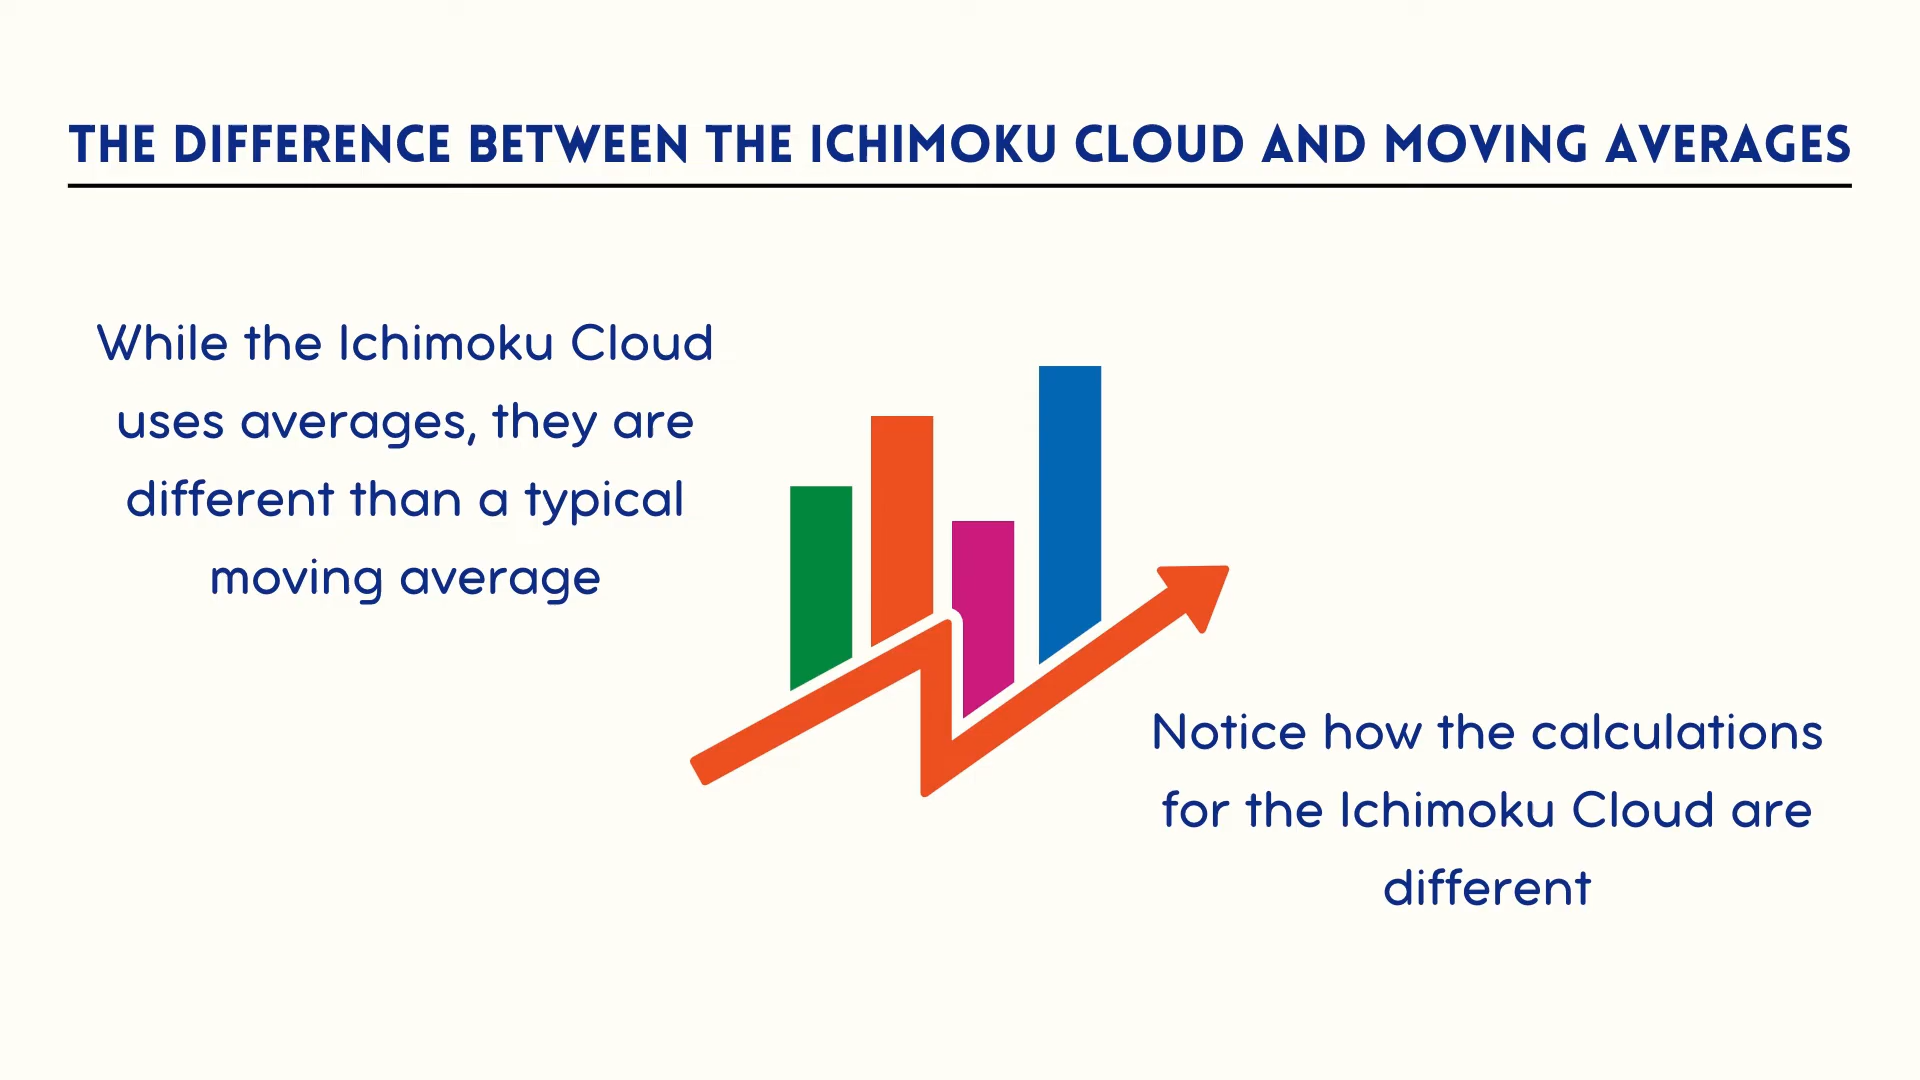 THE DIFFERENCE BETWEEN THE ICHIMOKU CLOUD AND MOVING AVERAGES
While the Ichimoku Cloud
uses averages, they are
different than a typical
moving average
Notice how the calculations
for the Ichimoku Cloud are
different